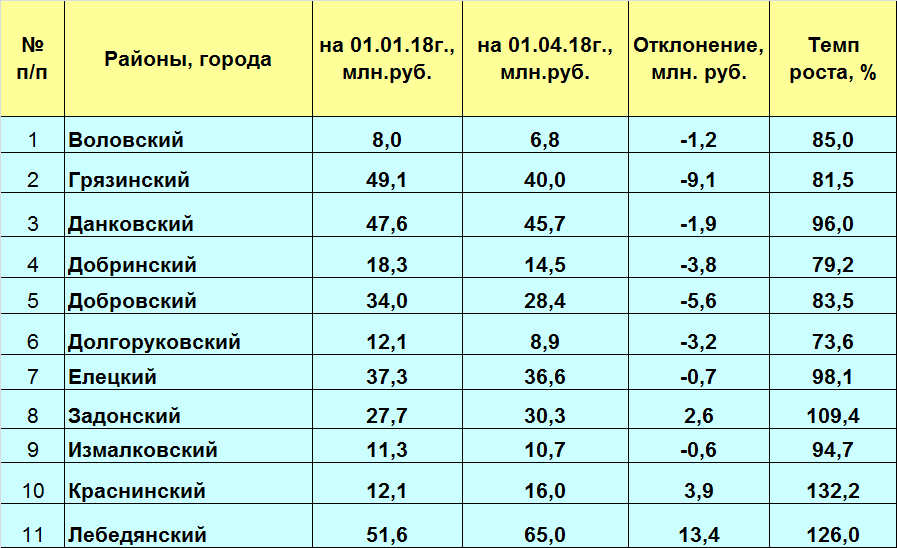 № п/п Районы, города на 01.01.18г., млн.руб. на 01.04.18г., млн.руб. Отклонение, млн. руб. Темп роста, %
1 Воловский 8,0 6,8 -1,2 85,0
2 Грязинский 49,1 40,0 -9,1 81,5
3 Данковский 47,6 45,7 -1,9 96,0
4 Добринский 18,3 14,5 -3,8 79,2
5 Добровский 34,0 28,4 -5,6 83,5
6 Долгоруковский 12,1 8,9 -3,2 73,6
7 Елецкий 37,3 36,6 -0,7 98,1
8 Задонский 27,7 30,3 2,6 109,4
9 Измалковский 11,3 10,7 -0,6 94,7
10 Краснинский 12,1 16,0 3,9 132,2
11 Лебедянский 51,6 65,0 13,4 126,0